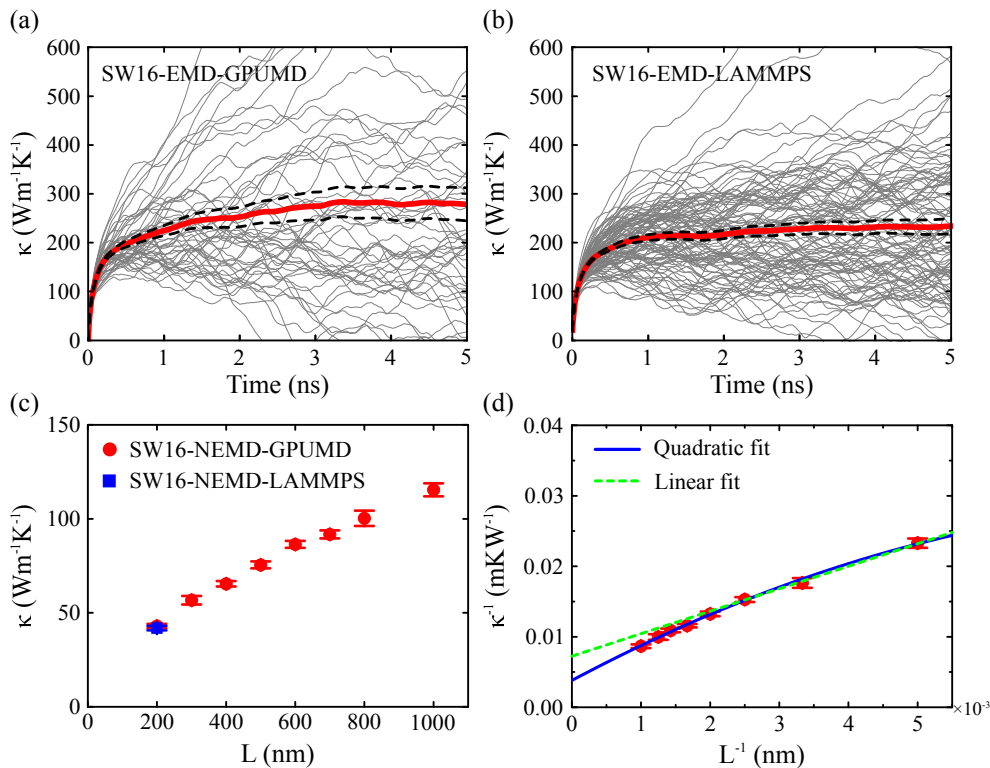 (a)
SW16-EMD-GPUMD
κ (Wm⁻¹K⁻¹)
600
500
400
300
200
100
0
0 1 2 3 4 5
Time (ns)
(b)
SW16-EMD-LAMMPS
κ (Wm⁻¹K⁻¹)
600
500
400
300
200
100
0
0 1 2 3 4 5
Time (ns)
(c)
SW16-NEMD-GPUMD
SW16-NEMD-LAMMPS
κ (Wm⁻¹K⁻¹)
150
100
50
0
0 200 400 600 800 1000
L (nm)
(d)
Quadratic fit
Linear fit
κ⁻¹ (mKW⁻¹)
0.04
0.03
0.02
0.01
0.00
0 1 2 3 4 5 ×10⁻³
L⁻¹ (nm)